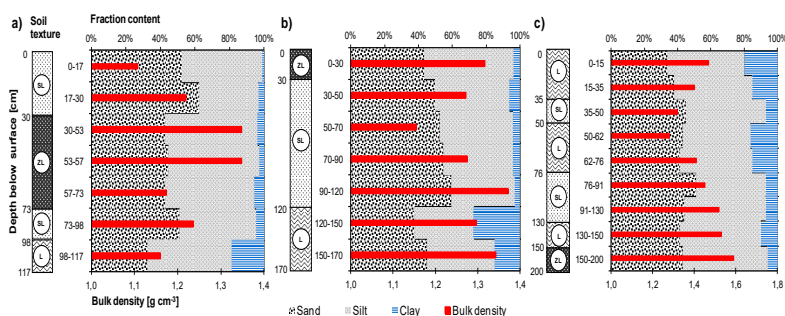 Soil texture
Fraction content
a)
0% 20% 40% 60% 80% 100%
0
SL
30
ZL
73
SL
98
L
117
Depth below surface [cm]
0-17
17-30
30-53
53-57
57-73
73-98
98-117
1,0 1,1 1,2 1,3 1,4
Bulk density [g cm-3]
b)
0% 20% 40% 60% 80% 100%
0
ZL
30
SL
120
L
170
0-30
30-50
50-70
70-90
90-120
120-150
150-170
1,0 1,1 1,2 1,3 1,4
c)
0% 20% 40% 60% 80% 100%
0
L
35
SL
50
L
76
SL
130
L
150
ZL
200
0-15
15-35
35-50
50-62
62-76
76-91
91-130
130-150
150-200
1,0 1,2 1,4 1,6 1,8
Sand Silt Clay Bulk density